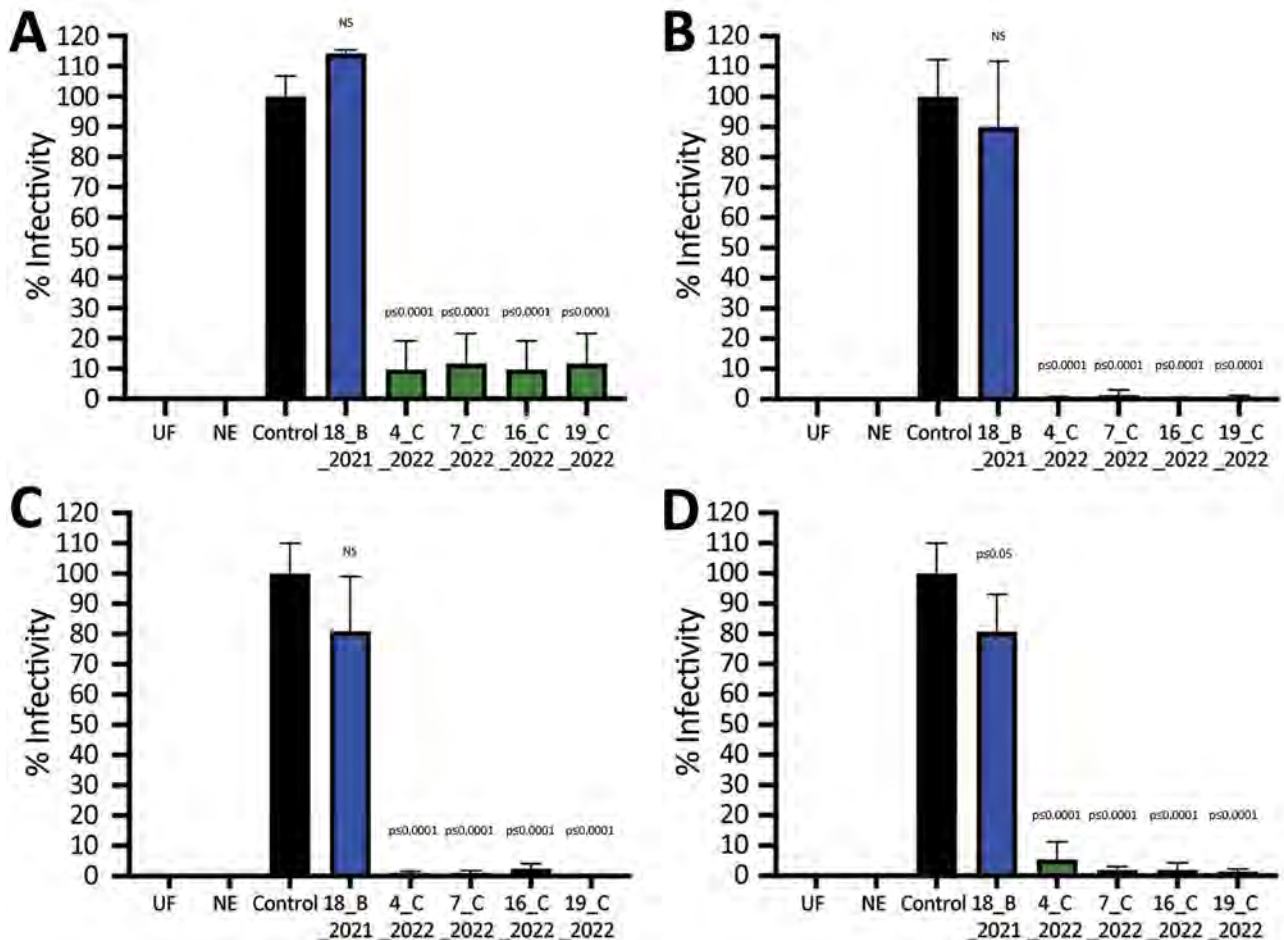 A
B
120
110
100
90
80
70
60
50
40
30
20
10
0
% Infectivity
NS
p≤0.0001 p≤0.0001 p≤0.0001 p≤0.0001
UF NE Control 18_B 4_C 7_C 16_C 19_C
_2021 _2022 _2022 _2022 _2022
120
110
100
90
80
70
60
50
40
30
20
10
0
% Infectivity
NS
p≤0.0001 p≤0.0001 p≤0.0001 p≤0.0001
UF NE Control 18_B 4_C 7_C 16_C 19_C
_2021 _2022 _2022 _2022 _2022
C
D
120
110
100
90
80
70
60
50
40
30
20
10
0
% Infectivity
NS
p≤0.0001 p≤0.0001 p≤0.0001 p≤0.0001
UF NE Control 18_B 4_C 7_C 16_C 19_C
_2021 _2022 _2022 _2022 _2022
120
110
100
90
80
70
60
50
40
30
20
10
0
% Infectivity
p≤0.05
p≤0.0001 p≤0.0001 p≤0.0001 p≤0.0001
UF NE Control 18_B 4_C 7_C 16_C 19_C
_2021 _2022 _2022 _2022 _2022